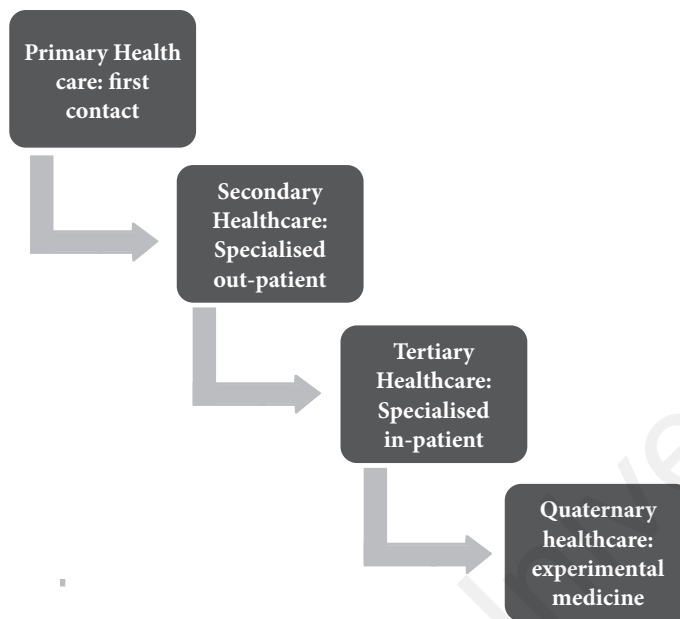 Primary Health
care: first
contact
Secondary
Healthcare:
Specialised
out-patient
Tertiary
Healthcare:
Specialised
in-patient
Quaternary
healthcare:
experimental
medicine